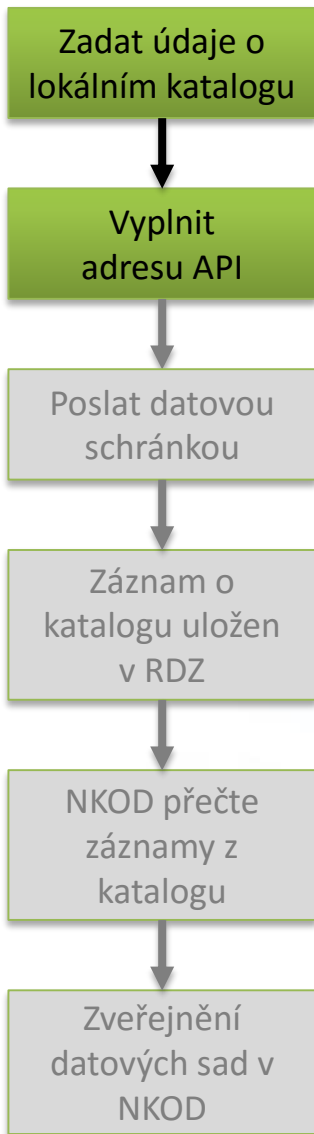 Zadat údaje o
lokálním katalogu
Vyplnit
adresu API
Poslat datovou
schránkou
Záznam o
katalogu uložen
v RDZ
NKOD přečte
záznamy z
katalogu
Zveřejnění
datových sad v
NKOD